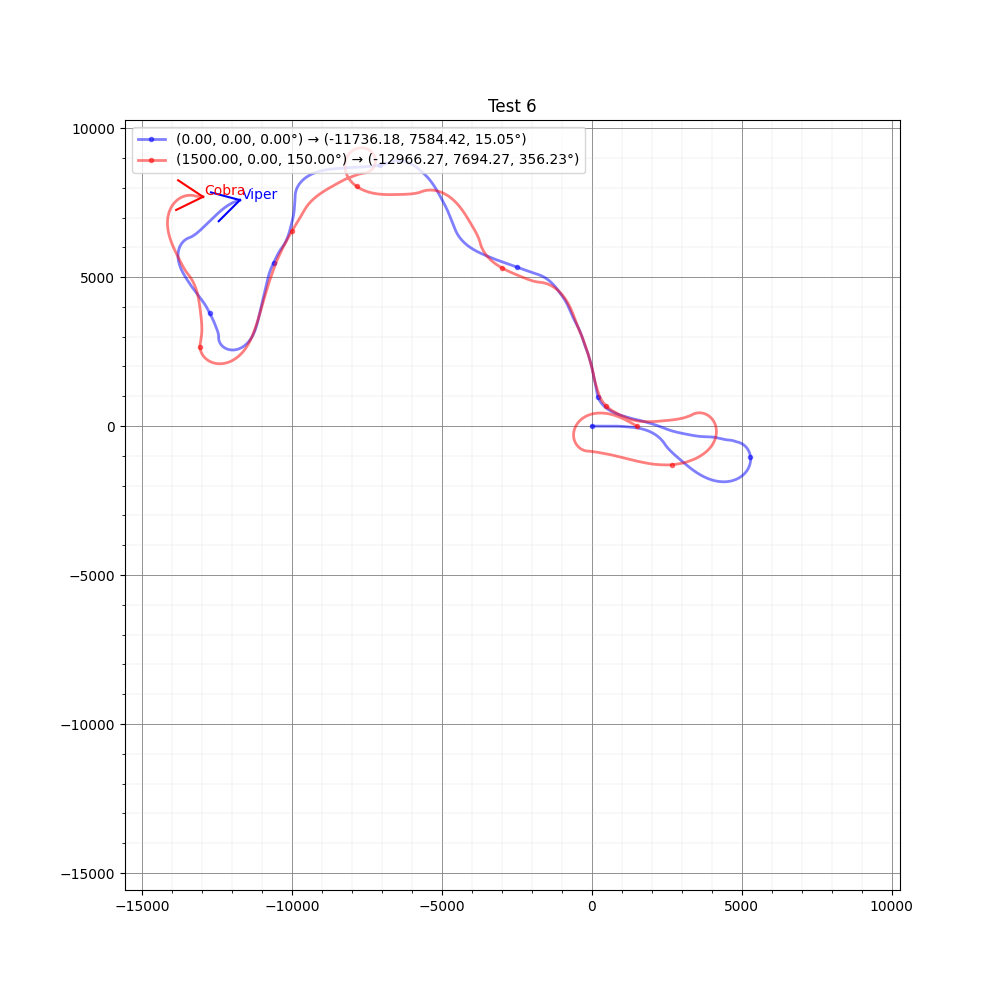 Test 6
10000
(0.00, 0.00, 0.00°) → (-11736.18, 7584.42, 15.05°)
(1500.00, 0.00, 150.00°) → (-12966.27, 7694.27, 356.23°)
Cobra
Viper
5000
0
−5000
−10000
−15000
−15000 −10000 −5000 0 5000 10000